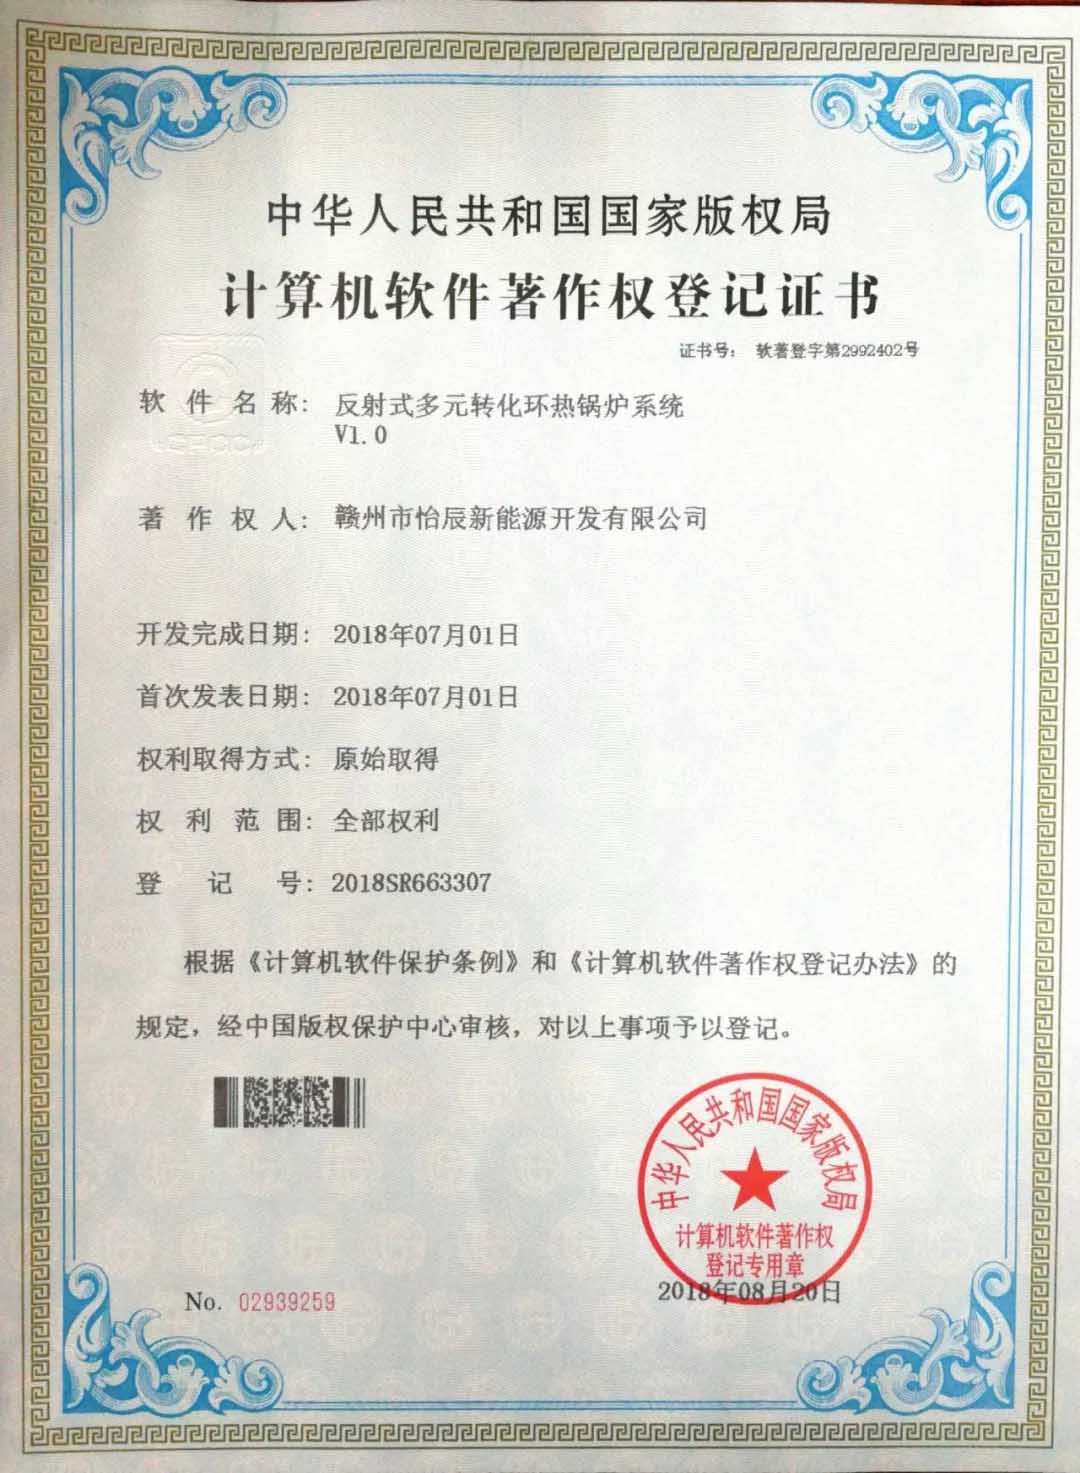 中华人民共和国国家版权局
计算机软件著作权登记证书
证书号： 软著登字第2992402号
软件名称： 反射式多元转化环热锅炉系统
V1.0
著作权人： 赣州市怡辰新能源开发有限公司
开发完成日期： 2018年07月01日
首次发表日期： 2018年07月01日
权利取得方式： 原始取得
权利范围： 全部权利
登记号： 2018SR663307
根据《计算机软件保护条例》和《计算机软件著作权登记办法》的
规定，经中国版权保护中心审核，对以上事项予以登记。
中华人民共和国国家版权局
计算机软件著作权
登记专用章
No. 02939259
2018年08月20日